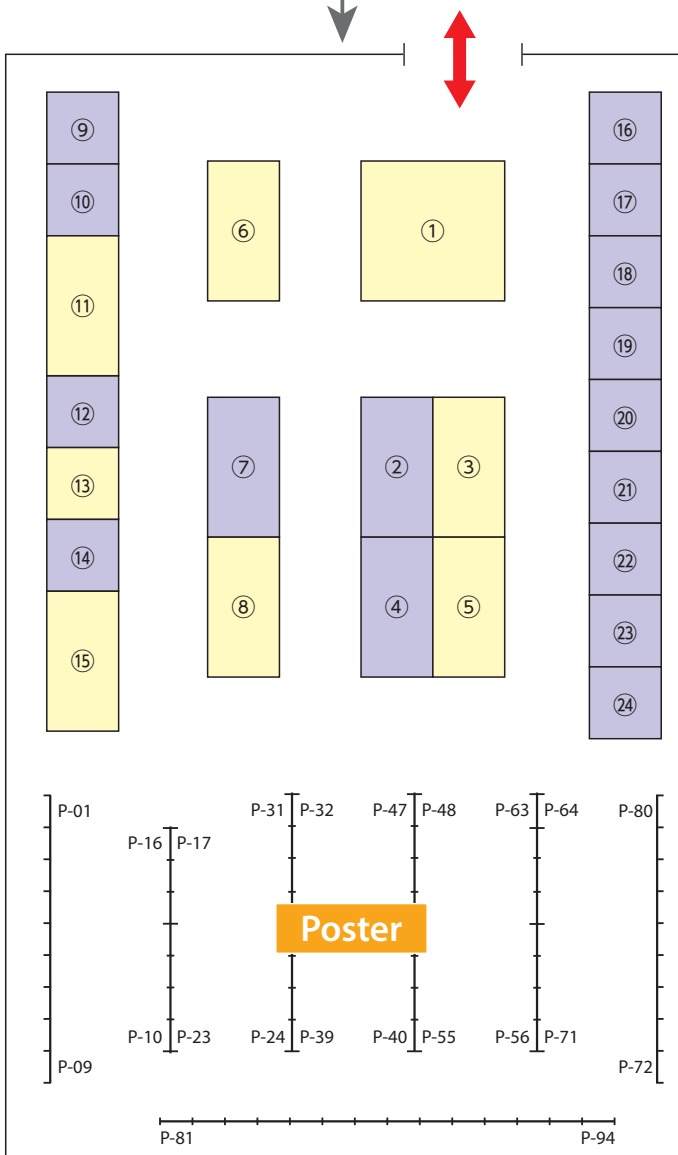 ⑨
⑯
⑩
⑥
①
⑰
⑪
⑱
⑲
⑫
⑳
⑦
②
③
⑬
㉑
⑭
㉒
⑧
④
⑤
㉓
⑮
㉔
P-01
P-31 P-32
P-47 P-48
P-63 P-64
P-80
P-16 P-17
Poster
P-10 P-23
P-24 P-39
P-40 P-55
P-56 P-71
P-09
P-72
P-81
P-94